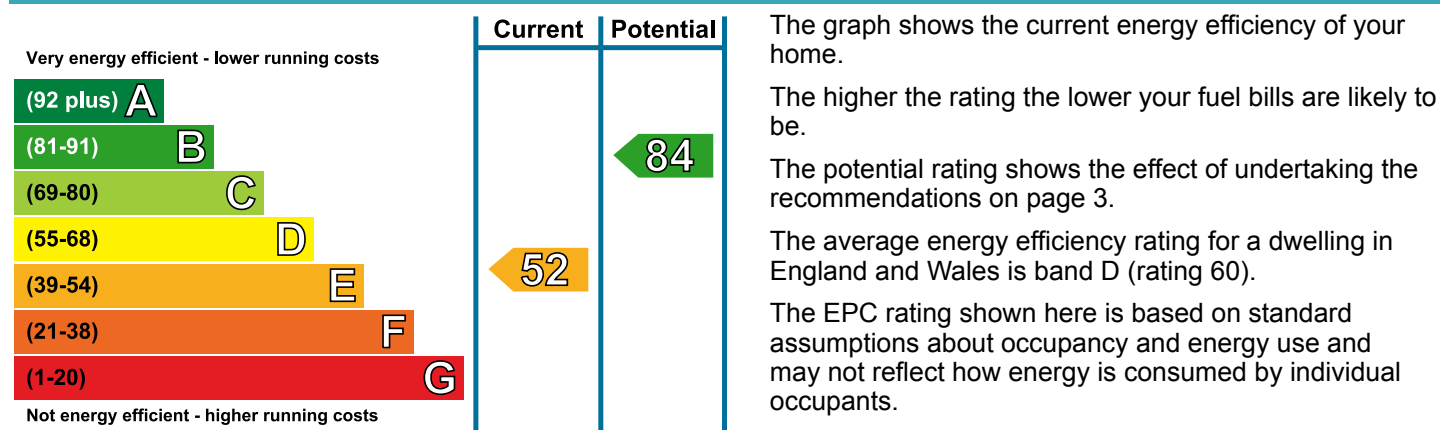 Very energy efficient - lower running costs
Current
Potential
(92 plus) A
(81-91) B
(69-80) C
(55-68) D
(39-54) E
(21-38) F
(1-20) G
52
84
Not energy efficient - higher running costs
The graph shows the current energy efficiency of your
home.
The higher the rating the lower your fuel bills are likely to
be.
The potential rating shows the effect of undertaking the
recommendations on page 3.
The average energy efficiency rating for a dwelling in
England and Wales is band D (rating 60).
The EPC rating shown here is based on standard
assumptions about occupancy and energy use and
may not reflect how energy is consumed by individual
occupants.